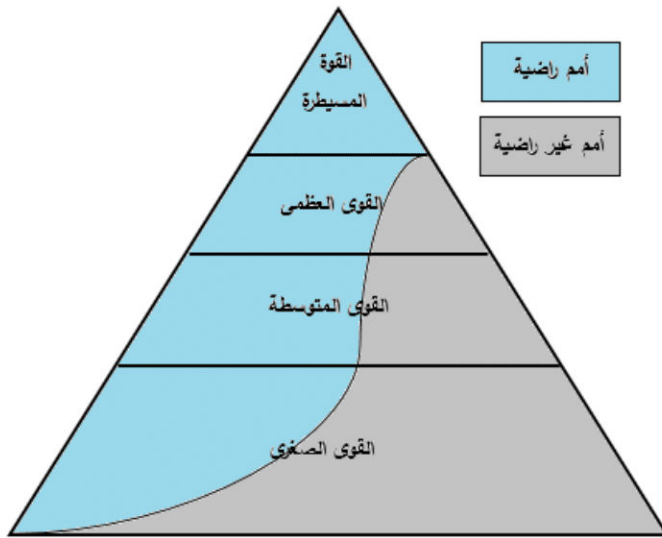 القوة
المسيطرة
أمم راضية
أمم غير راضية
القوى العظمى
القوى المتوسطة
القوى الصغرى